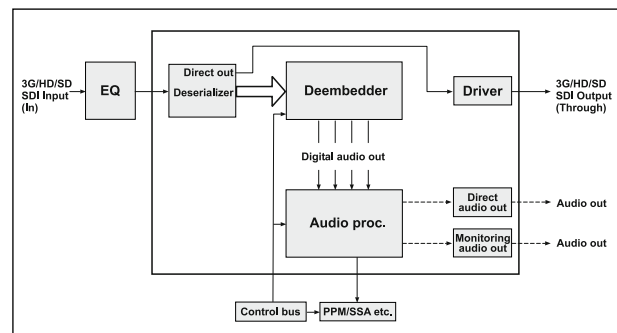 3G/HD/SD
SDI Input
(In)
EQ
Direct out
Deserializer
Deembedder
Driver
3G/HD/SD
SDI Output
(Through)
Digital audio out
Audio proc.
Direct
audio out
Audio out
Monitoring
audio out
Audio out
Control bus
PPM/SSA etc.